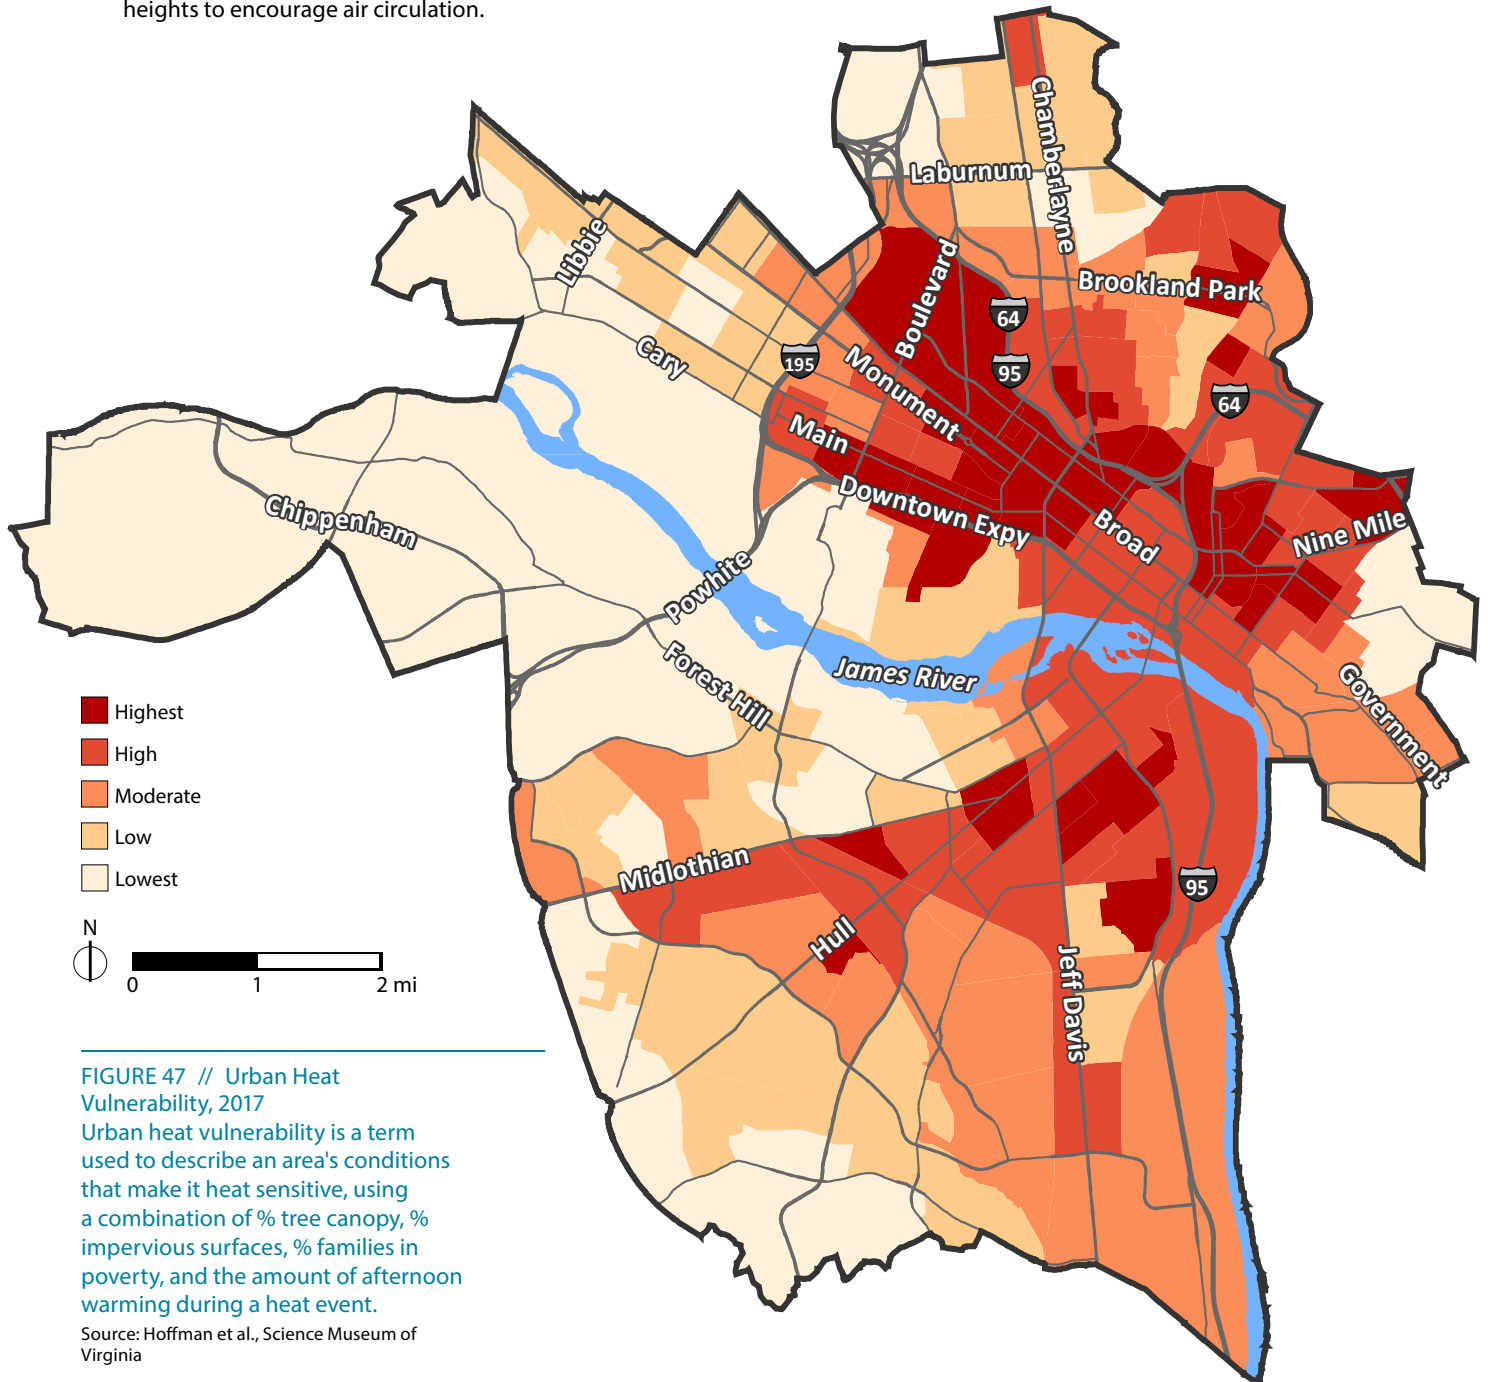 heights to encourage air circulation.
Chamberlayne
Laburnum
Libbie
Boulevard
Brookland Park
64
195
95
Cary
Monument
64
Main
Downtown Expy
Broad
Nine Mile
Chippenham
Powhite
James River
Forest Hill
Government
Highest
High
Moderate
Low
Lowest
Midlothian
95
Hull
Jeff Davis
N
0 1 2 mi
FIGURE 47 // Urban Heat
Vulnerability, 2017
Urban heat vulnerability is a term
used to describe an area's conditions
that make it heat sensitive, using
a combination of % tree canopy, %
impervious surfaces, % families in
poverty, and the amount of afternoon
warming during a heat event.
Source: Hoffman et al., Science Museum of
Virginia